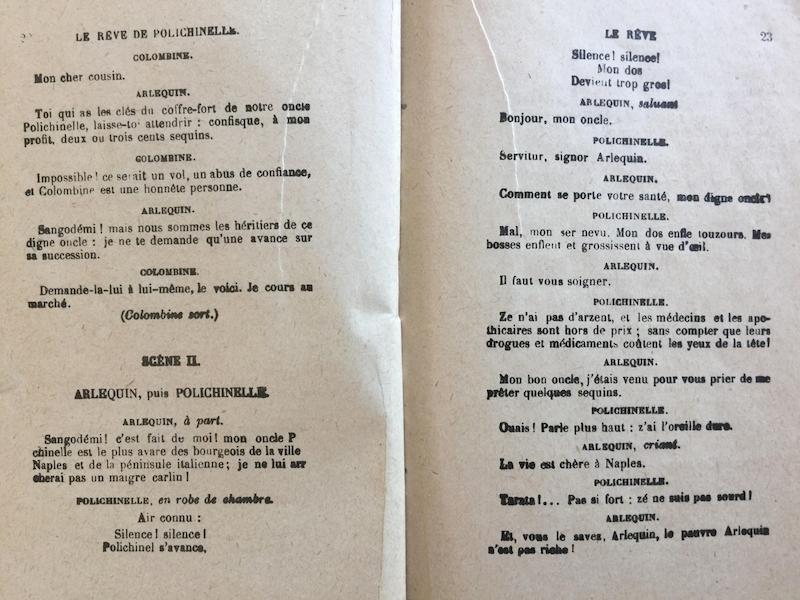 LE RÊVE DE POLICHINELLE.
COLOMBINE.
Mon cher cousin.
ARLEQUIN.
Toi qui as les clés du coffre-fort de notre oncle
Polichinelle, laisse-to' attendrir : confisque, à mon
profit, deux ou trois cents sequins.
COLOMBINE.
Impossible ! ce serait un vol, un abus de confiance,
et Colombine est une honnête personne.
ARLEQUIN.
Sangodémi ! mais nous sommes les héritiers de ce
digne oncle : je ne te demande qu'une avance sur
sa succession.
COLOMBINE.
Demande-la-lui à lui-même, le voici. Je cours au
marché.
(Colombine sort.)
SCÈNE II.
ARLEQUIN, puis POLICHINELLE.
ARLEQUIN, à part.
Sangodémi! c'est fait de moi! mon oncle P
chinelle est le plus avare des bourgeois de la ville
Naples et de la péninsule italienne; je ne lui arr
cherai pas un maigre carlin !
POLICHINELLE, en robe de chambre.
Air connu :
Silence ! silence !
Polichinel s'avance,
LE RÊVE 23
Silence! silence!
Mon dos
Devient trop gros!
ARLEQUIN, saluant
Bonjour, mon oncle.
POLICHINELLE.
Servitur, signor Arlequin.
ARLEQUIN.
Comment se porte votre santé, mon digne oncle?
POLICHINELLE.
Mal, mon ser nevu. Mon dos enfle touzours. Mes
bosses enflent et grossissent à vue d'œil.
ARLEQUIN.
Il faut vous soigner.
POLICHINELLE.
Ze n'ai pas d'arzent, et les médecins et les apo-
thicaires sont hors de prix ; sans compter que leurs
drogues et médicaments coûtent les yeux de la tête!
ARLEQUIN.
Mon bon oncle, j'étais venu pour vous prier de me
prêter quelques sequins.
POLICHINELLE.
Ouais ! Parle plus haut : z'ai l'oreille dure.
ARLEQUIN, criant.
La vie est chère à Naples.
POLICHINELLE.
Tarata !... Pas si fort : zé ne suis pas sourd !
ARLEQUIN.
Et, vous le savez, Arlequin, le pauvre Arlequin
n'est pas riche !